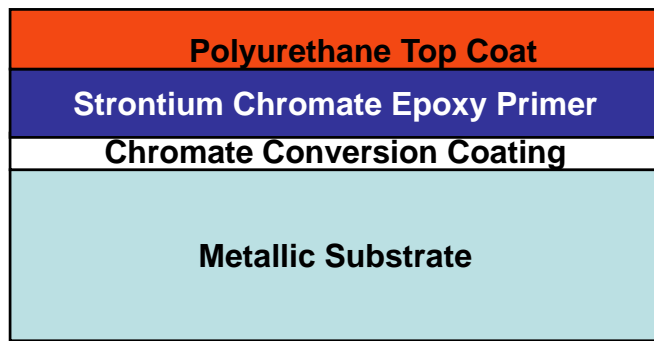 Polyurethane Top Coat
Strontium Chromate Epoxy Primer
Chromate Conversion Coating
Metallic Substrate